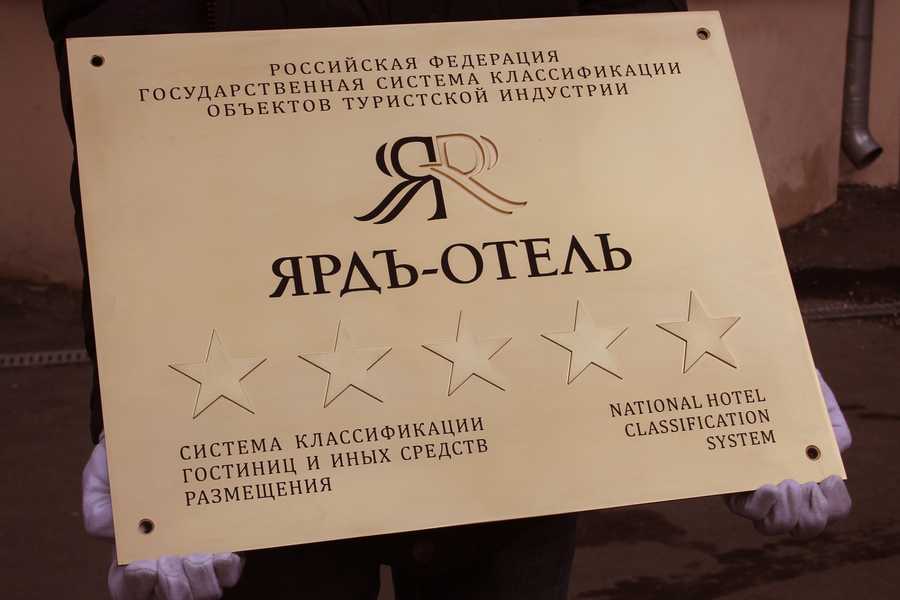 РОССИЙСКАЯ ФЕДЕРАЦИЯ
ГОСУДАРСТВЕННАЯ СИСТЕМА КЛАССИФИКАЦИИ
ОБЪЕКТОВ ТУРИСТСКОЙ ИНДУСТРИИ
ЯР
ЯРДЪ-ОТЕЛЬ
СИСТЕМА КЛАССИФИКАЦИИ
ГОСТИНИЦ И ИНЫХ СРЕДСТВ
РАЗМЕЩЕНИЯ
NATIONAL HOTEL
CLASSIFICATION
SYSTEM